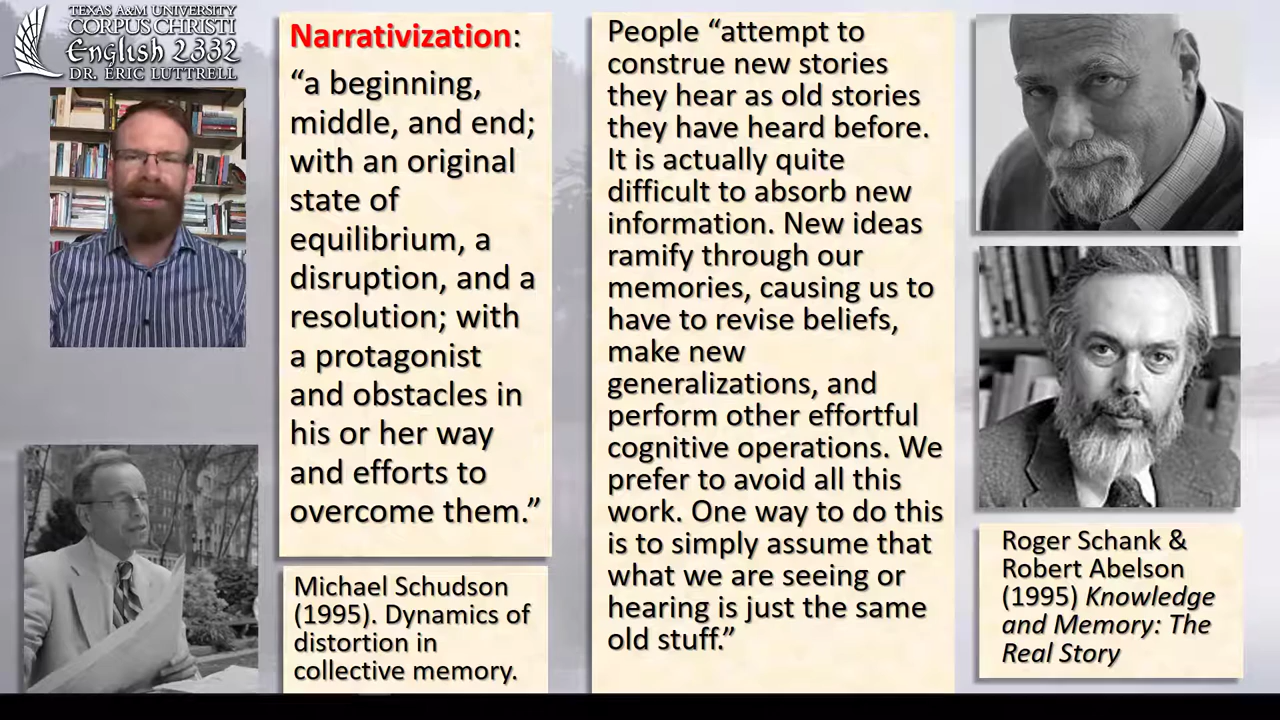 TEXAS A&M UNIVERSITY
CORPUS CHRISTI
English 2332
DR. ERIC LUTTRELL
Narrativization:
“a beginning,
middle, and end;
with an original
state of
equilibrium, a
disruption, and a
resolution; with
a protagonist
and obstacles in
his or her way
and efforts to
overcome them.”
Michael Schudson
(1995). Dynamics of
distortion in
collective memory.
People “attempt to
construe new stories
they hear as old stories
they have heard before.
It is actually quite
difficult to absorb new
information. New ideas
ramify through our
memories, causing us to
have to revise beliefs,
make new
generalizations, and
perform other effortful
cognitive operations. We
prefer to avoid all this
work. One way to do this
is to simply assume that
what we are seeing or
hearing is just the same
old stuff.”
Roger Schank &
Robert Abelson
(1995) Knowledge
and Memory: The
Real Story